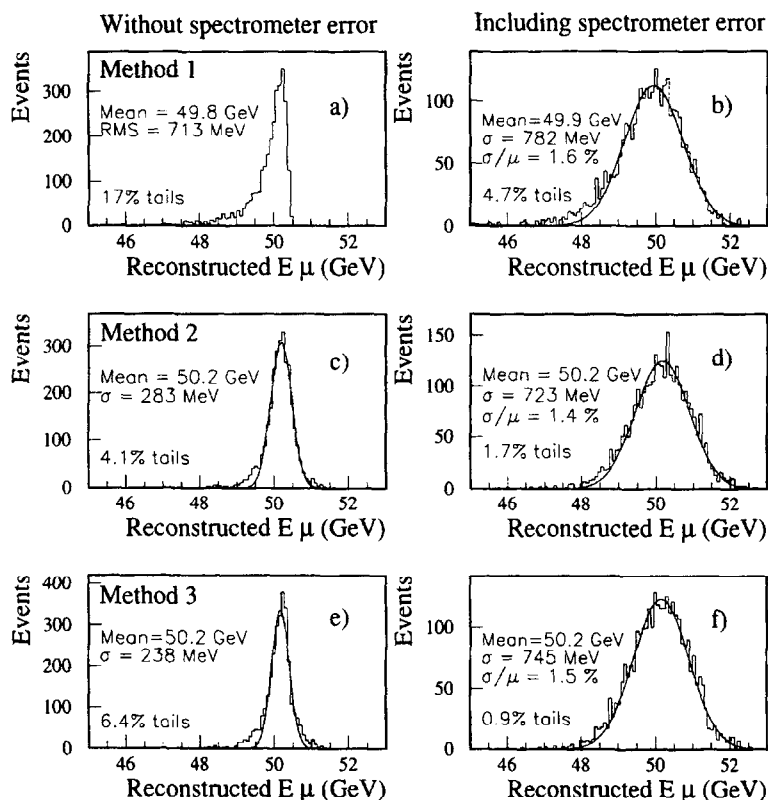 Without spectrometer error
Including spectrometer error
Events
300
200
100
0
Method 1
a)
Mean = 49.8 GeV
RMS = 713 MeV
17% tails
46 48 50 52
Reconstructed E μ (GeV)
Events
100
50
0
b)
Mean=49.9 GeV
σ = 782 MeV
σ/μ = 1.6 %
4.7% tails
46 48 50 52
Reconstructed E μ (GeV)
Events
300
200
100
0
Method 2
c)
Mean = 50.2 GeV
σ = 283 MeV
4.1% tails
46 48 50 52
Reconstructed E μ (GeV)
Events
150
100
50
0
d)
Mean = 50.2 GeV
σ = 723 MeV
σ/μ = 1.4 %
1.7% tails
46 48 50 52
Reconstructed E μ (GeV)
Events
400
300
200
100
0
Method 3
e)
Mean=50.2 GeV
σ = 238 MeV
6.4% tails
46 48 50 52
Reconstructed E μ (GeV)
Events
100
50
0
f)
Mean=50.2 GeV
σ = 745 MeV
σ/μ = 1.5 %
0.9% tails
46 48 50 52
Reconstructed E μ (GeV)